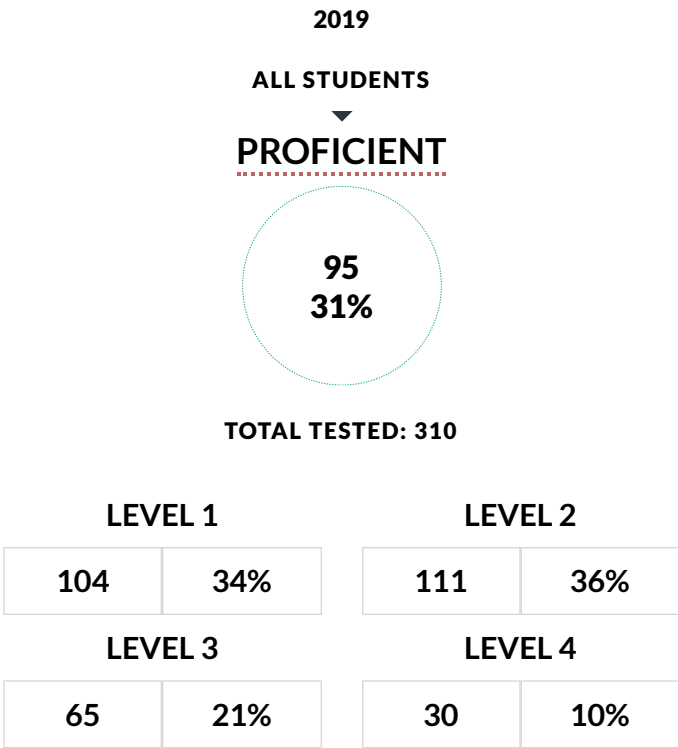 2019
ALL STUDENTS
PROFICIENT
95
31%
TOTAL TESTED: 310
LEVEL 1 LEVEL 2
104 34% 111 36%
LEVEL 3 LEVEL 4
65 21% 30 10%